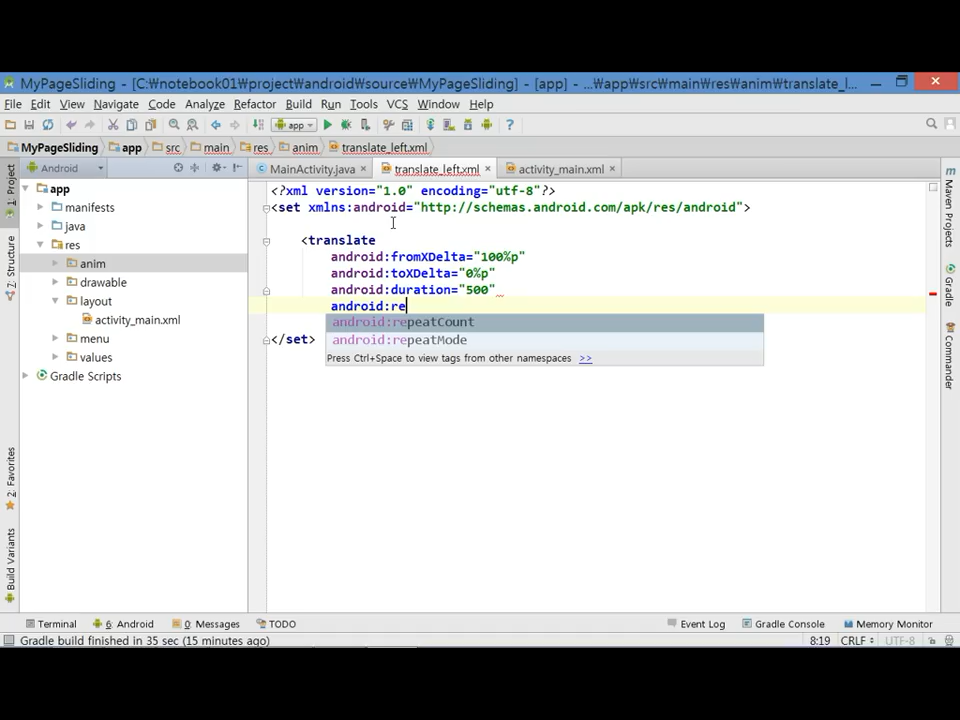 MyPageSliding - [C:₩notebook01₩project₩android₩source₩MyPageSliding] - [app] - ...₩app₩src₩main₩res₩anim₩translate_l...
File Edit View Navigate Code Analyze Refactor Build Run Tools VCS Window Help
app
MyPageSliding app src main res anim translate_left.xml
Android
MainActivity.java translate_left.xml activity_main.xml
1: Project
Z: Structure
2: Favorites
Build Variants
app
manifests
java
res
anim
drawable
layout
activity_main.xml
menu
values
Gradle Scripts
<?xml version="1.0" encoding="utf-8"?>
<set xmlns:android="http://schemas.android.com/apk/res/android">
<translate
android:fromXDelta="100%p"
android:toXDelta="0%p"
android:duration="500"
android:re
android:repeatCount
android:repeatMode
Press Ctrl+Space to view tags from other namespaces >>
</set>
Maven Projects
Gradle
Commander
Terminal 6: Android 0: Messages TODO Event Log Gradle Console Memory Monitor
Gradle build finished in 35 sec (15 minutes ago) 8:19 CRLF UTF-8